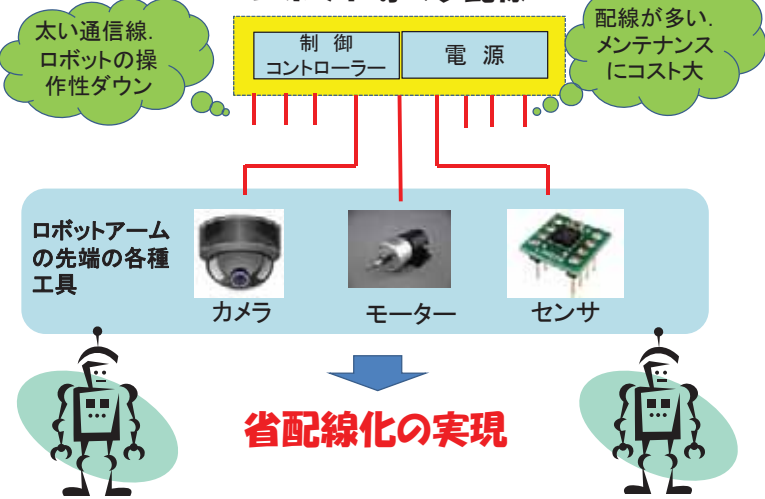 太い通信線.
ロボットの操
作性ダウン
制 御
コントローラー
電 源
配線が多い.
メンテナンス
にコスト大
ロボットアーム
の先端の各種
工具
カメラ
モーター
センサ
省配線化の実現